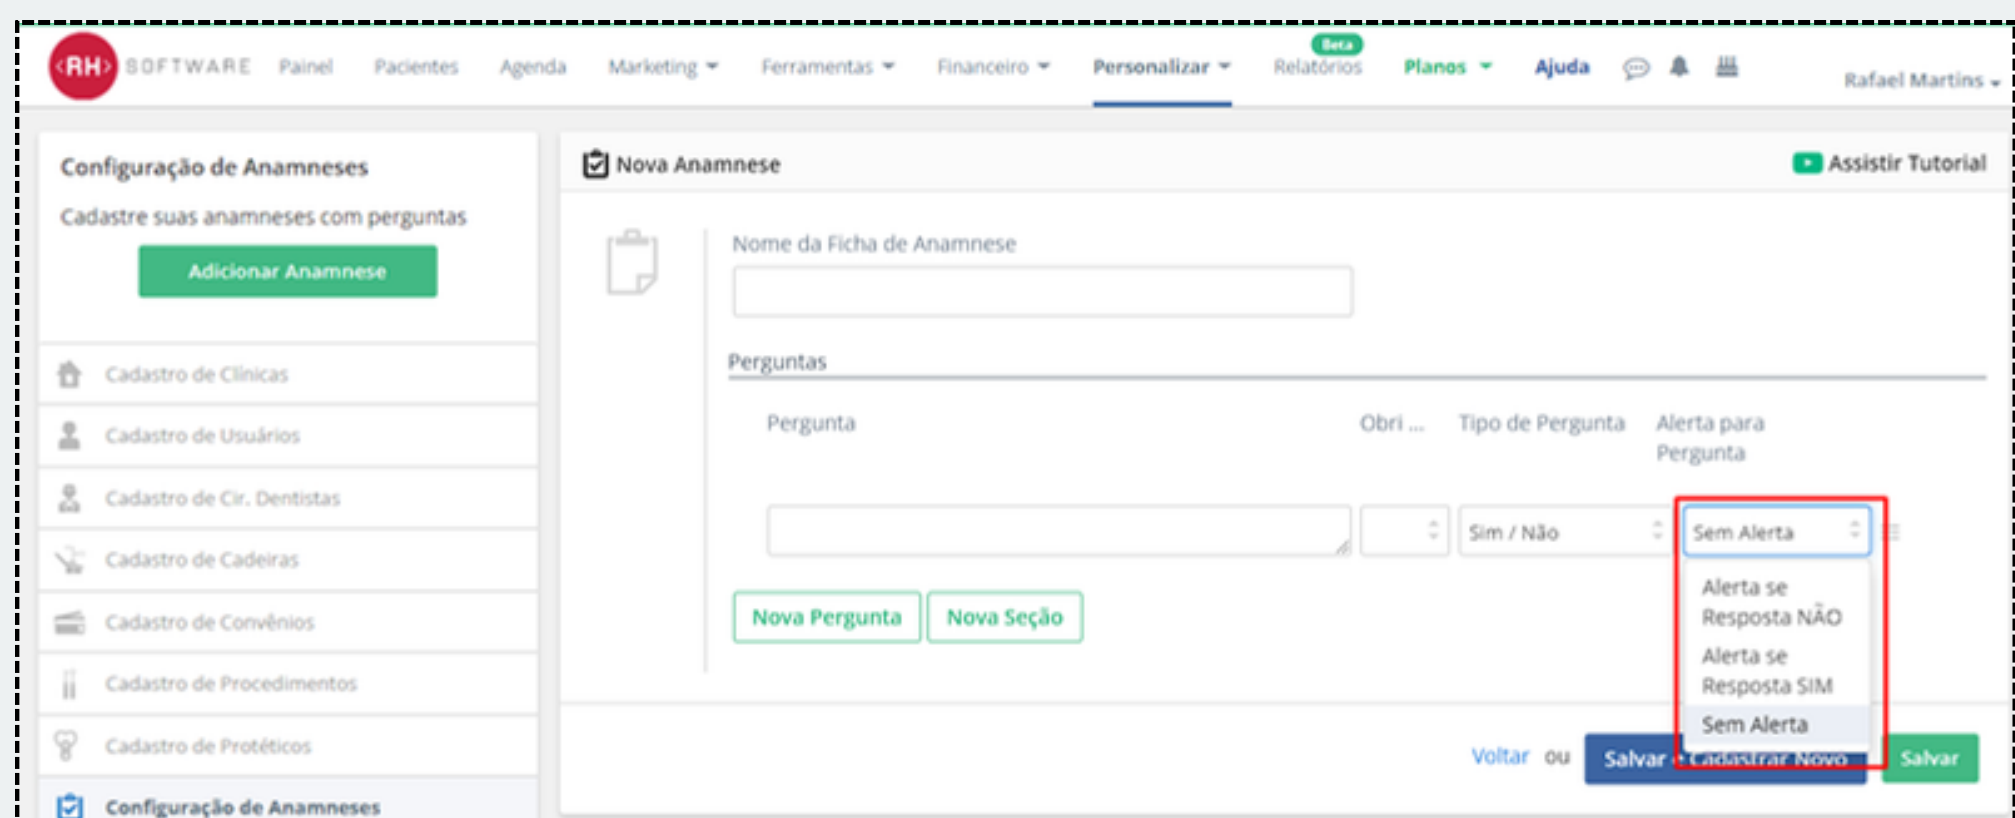 <RH> SOFTWARE Painel Pacientes Agenda Marketing Ferramentas Financeiro Personalizar Beta Relatórios Planos Ajuda Rafael Martins
Configuração de Anamneses
Cadastre suas anamneses com perguntas
Adicionar Anamnese
Cadastro de Clínicas
Cadastro de Usuários
Cadastro de Cir. Dentistas
Cadastro de Cadeiras
Cadastro de Convênios
Cadastro de Procedimentos
Cadastro de Protéticos
Configuração de Anamneses
Nova Anamnese Assistir Tutorial
Nome da Ficha de Anamnese
Perguntas
Pergunta Obri ... Tipo de Pergunta Alerta para
Pergunta
Sim / Não Sem Alerta
Alerta se
Resposta NÃO
Alerta se
Resposta SIM
Sem Alerta
Nova Pergunta Nova Seção
Voltar ou Salvar e Cadastrar Novo Salvar